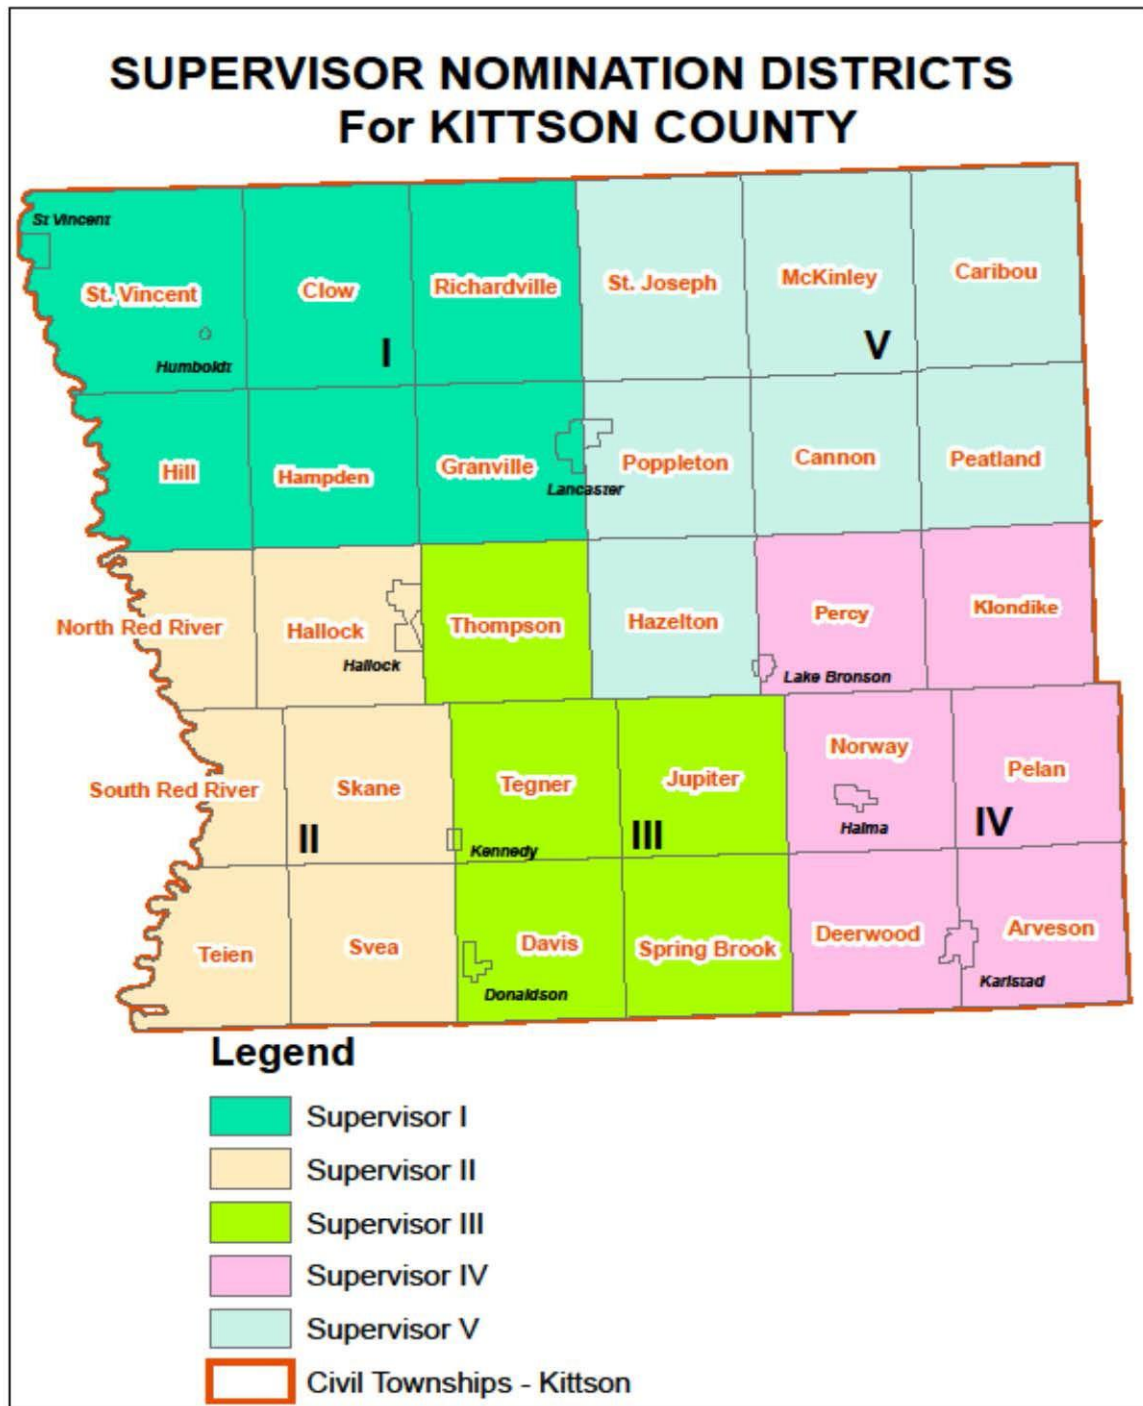 SUPERVISOR NOMINATION DISTRICTS
For KITTSON COUNTY
St Vincent
St. Vincent
Clow
Richardville
St. Joseph
McKinley
Caribou
Humboldt
I
V
Hill
Hampden
Granville
Lancaster
Poppleton
Cannon
Peatland
North Red River
Hallock
Hallock
Thompson
Hazelton
Percy
Klondike
Lake Bronson
South Red River
Skane
Tegner
Jupiter
Norway
Pelan
II
Kennedy
III
Halma
IV
Teien
Svea
Davis
Spring Brook
Deerwood
Arveson
Donaldson
Karlstad
Legend
Supervisor I
Supervisor II
Supervisor III
Supervisor IV
Supervisor V
Civil Townships - Kittson